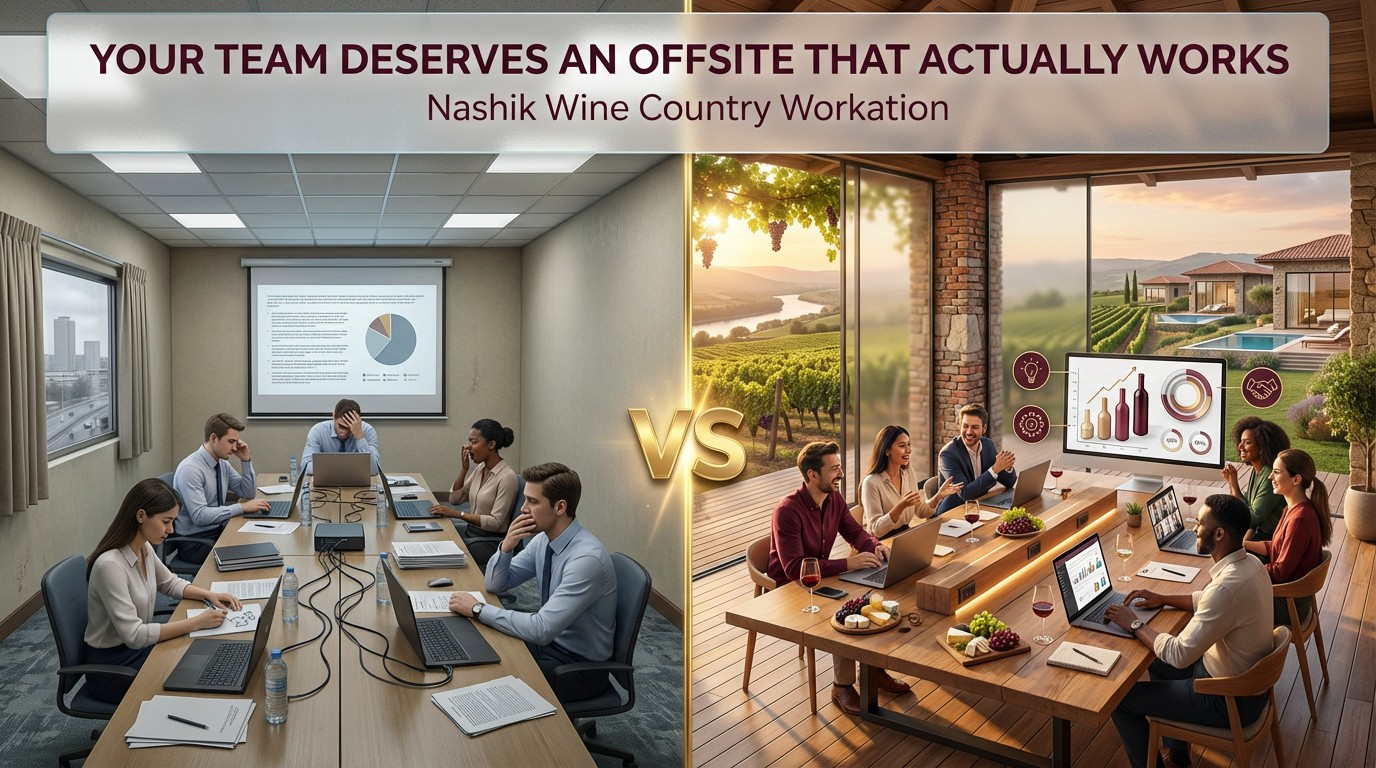 YOUR TEAM DESERVES AN OFFSITE THAT ACTUALLY WORKS
Nashik Wine Country Workation
VS